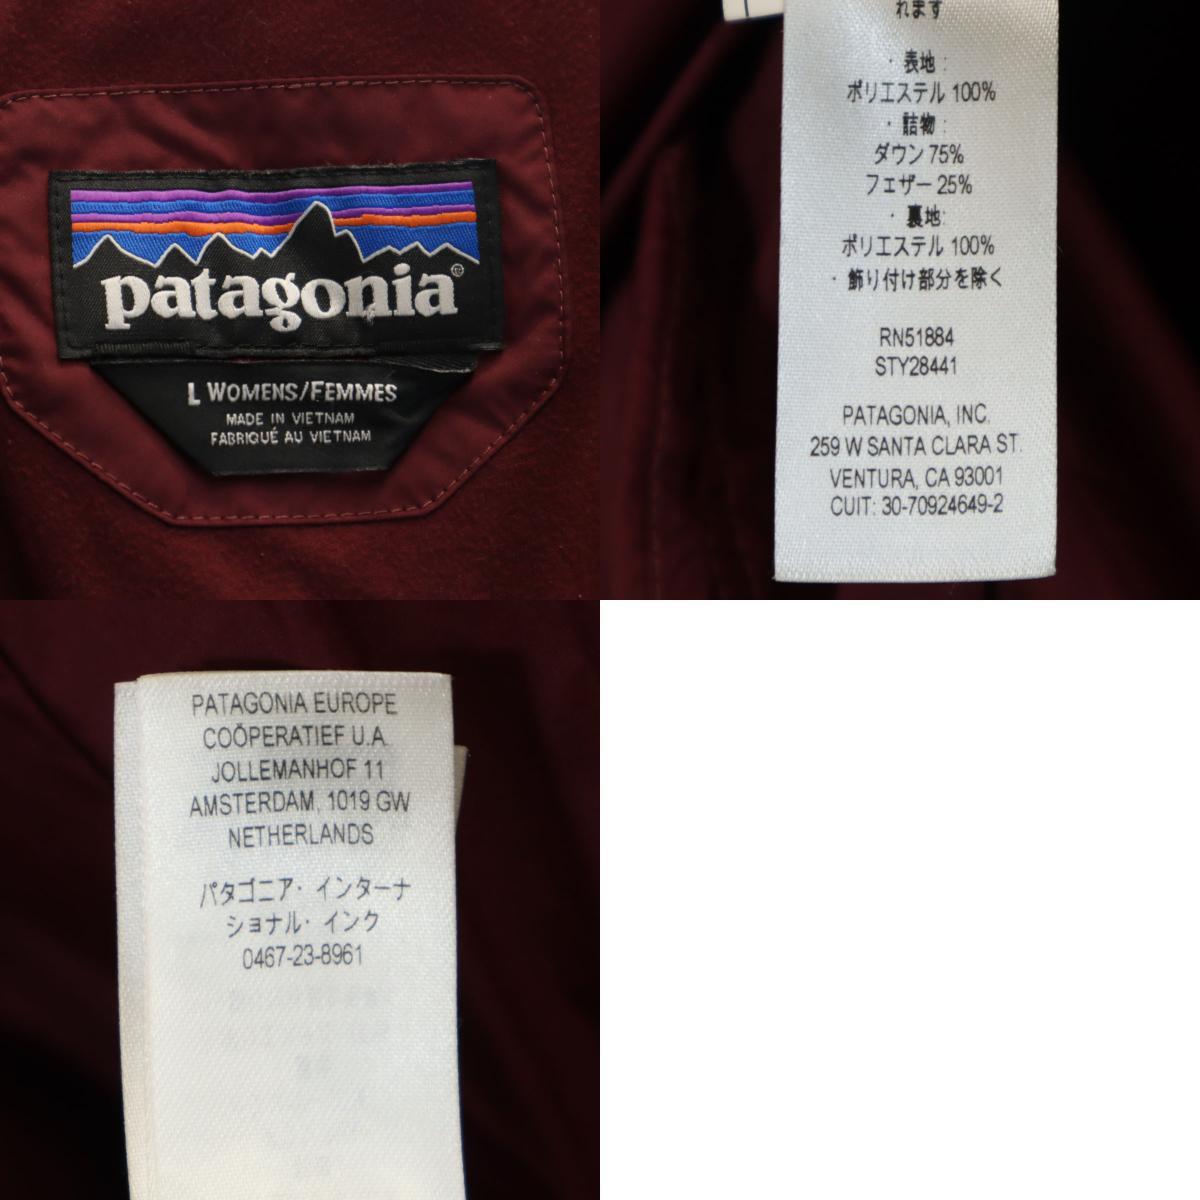 patagonia®
L WOMENS/FEMMES
MADE IN VIETNAM
FABRIQUÉ AU VIETNAM
れます
・表地:
ポリエステル 100%
・詰物:
ダウン 75%
フェザー 25%
・裏地:
ポリエステル 100%
・飾り付け部分を除く
RN51884
STY28441
PATAGONIA, INC.
259 W SANTA CLARA ST.
VENTURA, CA 93001
CUIT: 30-70924649-2
PATAGONIA EUROPE
COÖPERATIEF U.A.
JOLLEMANHOF 11
AMSTERDAM, 1019 GW
NETHERLANDS
パタゴニア・インターナ
ショナル・インク
0467-23-8961